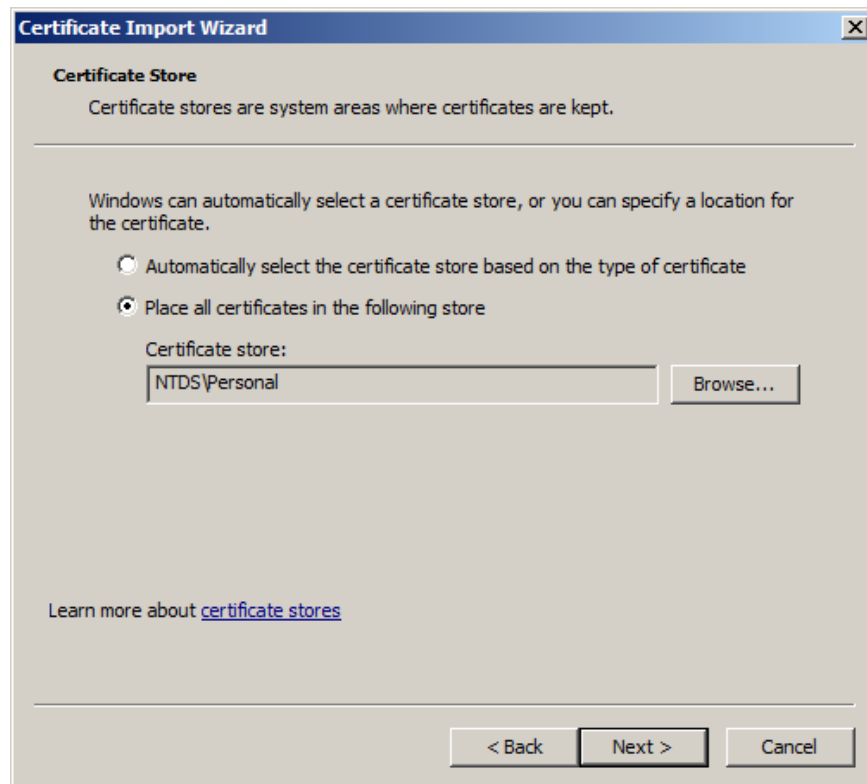 Certificate Import Wizard
Certificate Store
Certificate stores are system areas where certificates are kept.
Windows can automatically select a certificate store, or you can specify a location for
the certificate.
Automatically select the certificate store based on the type of certificate
Place all certificates in the following store
Certificate store:
NTDS\Personal
Browse...
Learn more about certificate stores
< Back
Next >
Cancel